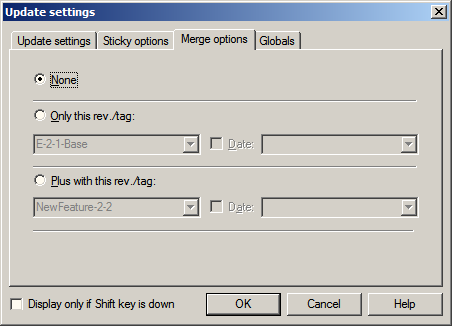 Update settings
Update settings Sticky options Merge options Globals
None
Only this rev./tag:
E-2-1-Base Date:
Plus with this rev./tag:
NewFeature-2-2 Date:
Display only if Shift key is down OK Cancel Help